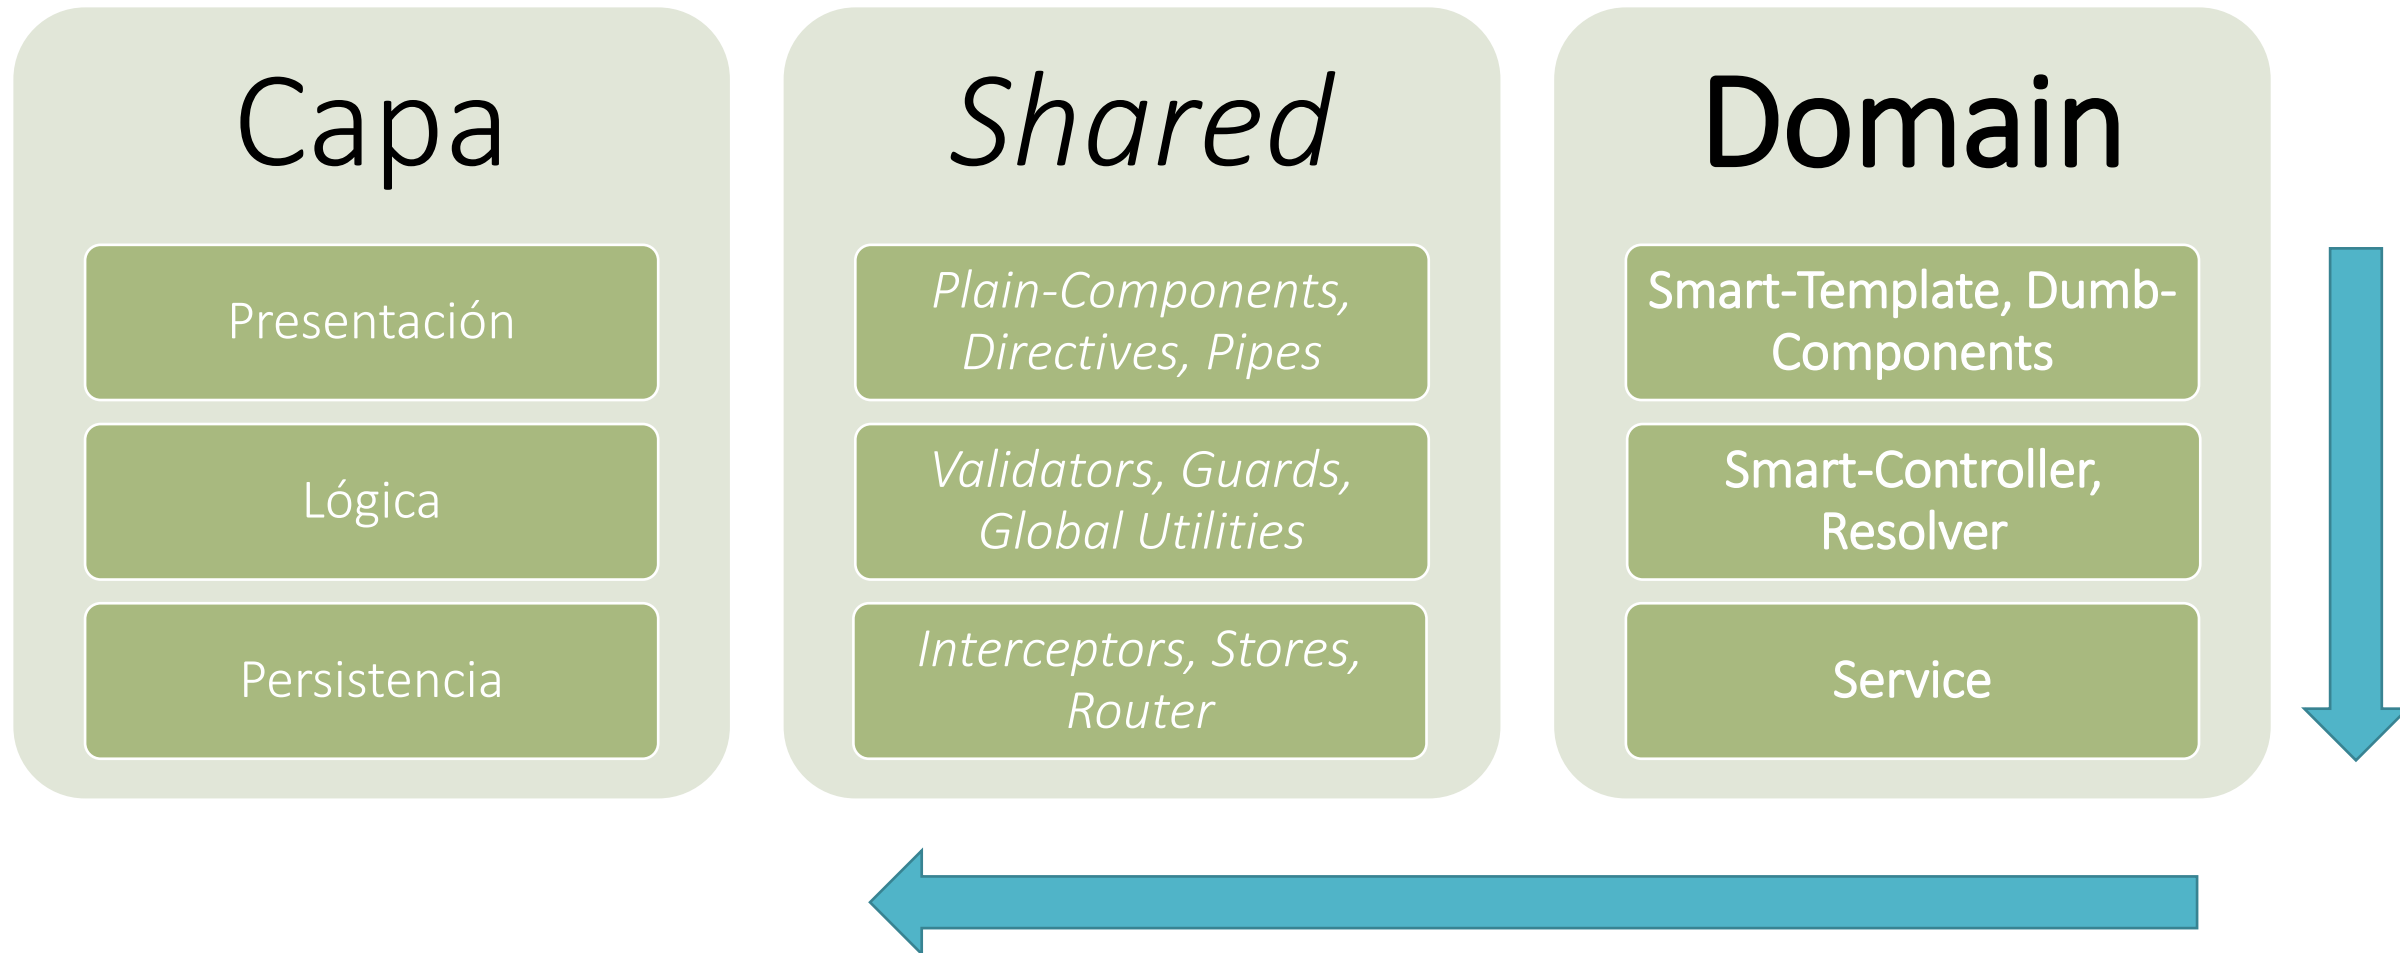 Capa
Presentación
Lógica
Persistencia
Shared
Plain-Components,
Directives, Pipes
Validators, Guards,
Global Utilities
Interceptors, Stores,
Router
Domain
Smart-Template, Dumb-
Components
Smart-Controller,
Resolver
Service